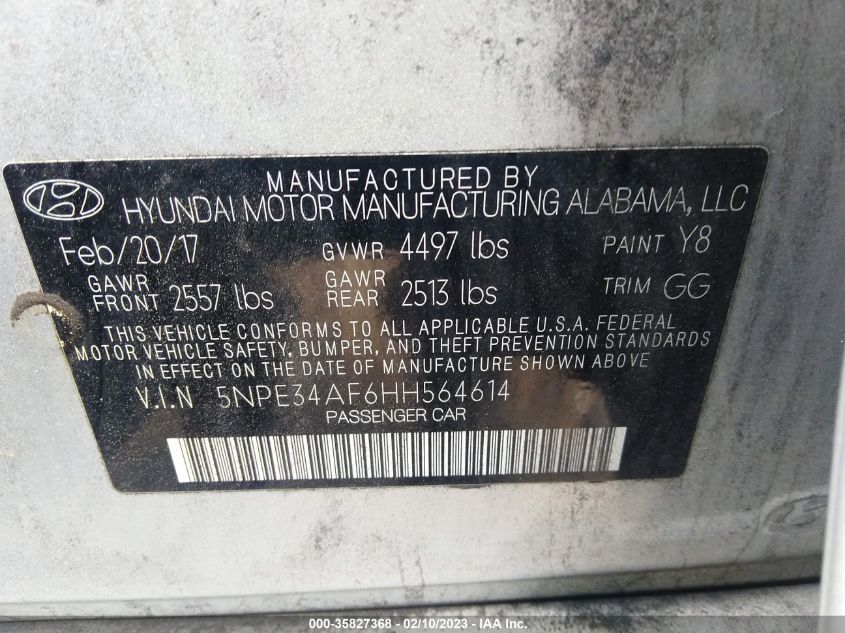 MANUFACTURED BY
HYUNDAI MOTOR MANUFACTURING ALABAMA, LLC
Feb/20/17 GVWR 4497 lbs PAINT Y8
GAWR FRONT 2557 lbs GAWR REAR 2513 lbs TRIM GG
THIS VEHICLE CONFORMS TO ALL APPLICABLE U.S.A. FEDERAL
MOTOR VEHICLE SAFETY, BUMPER, AND THEFT PREVENTION STANDARDS
IN EFFECT ON THE DATE OF MANUFACTURE SHOWN ABOVE
V.I.N 5NPE34AF6HH564614
PASSENGER CAR
000-35827368 - 02/10/2023 - IAA Inc.